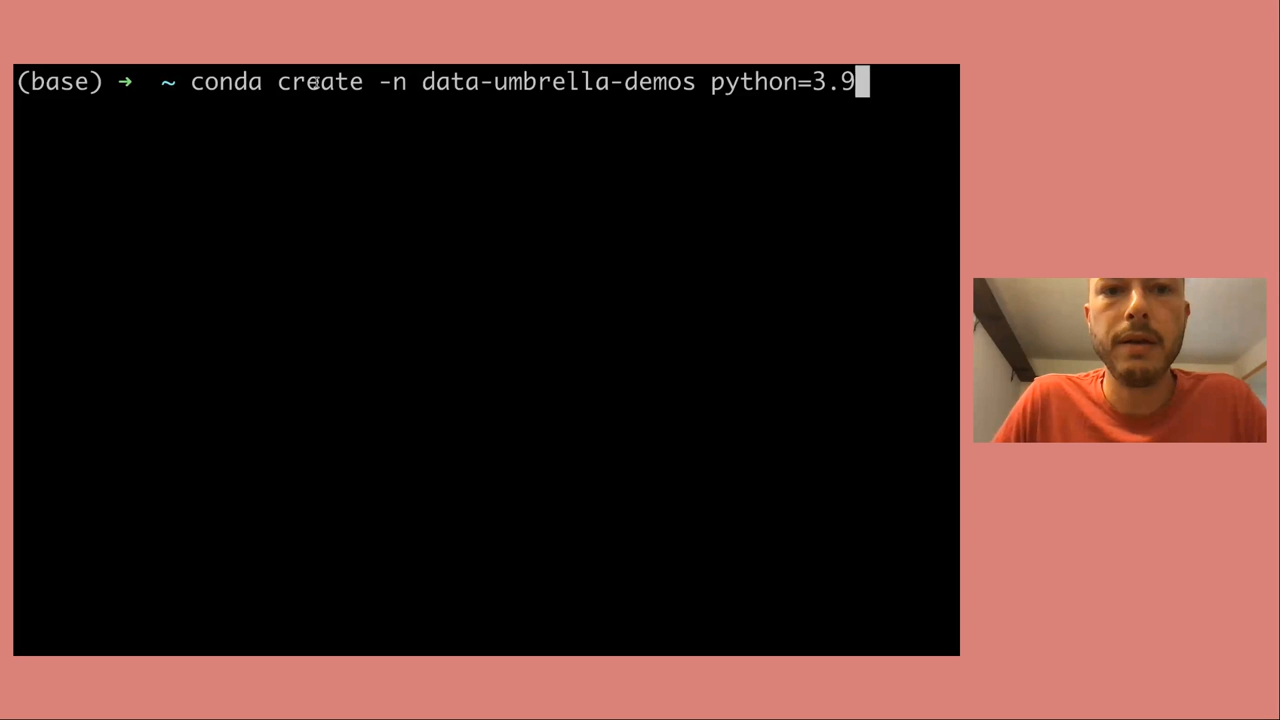 (base) ➜ ~ conda create -n data-umbrella-demos python=3.9